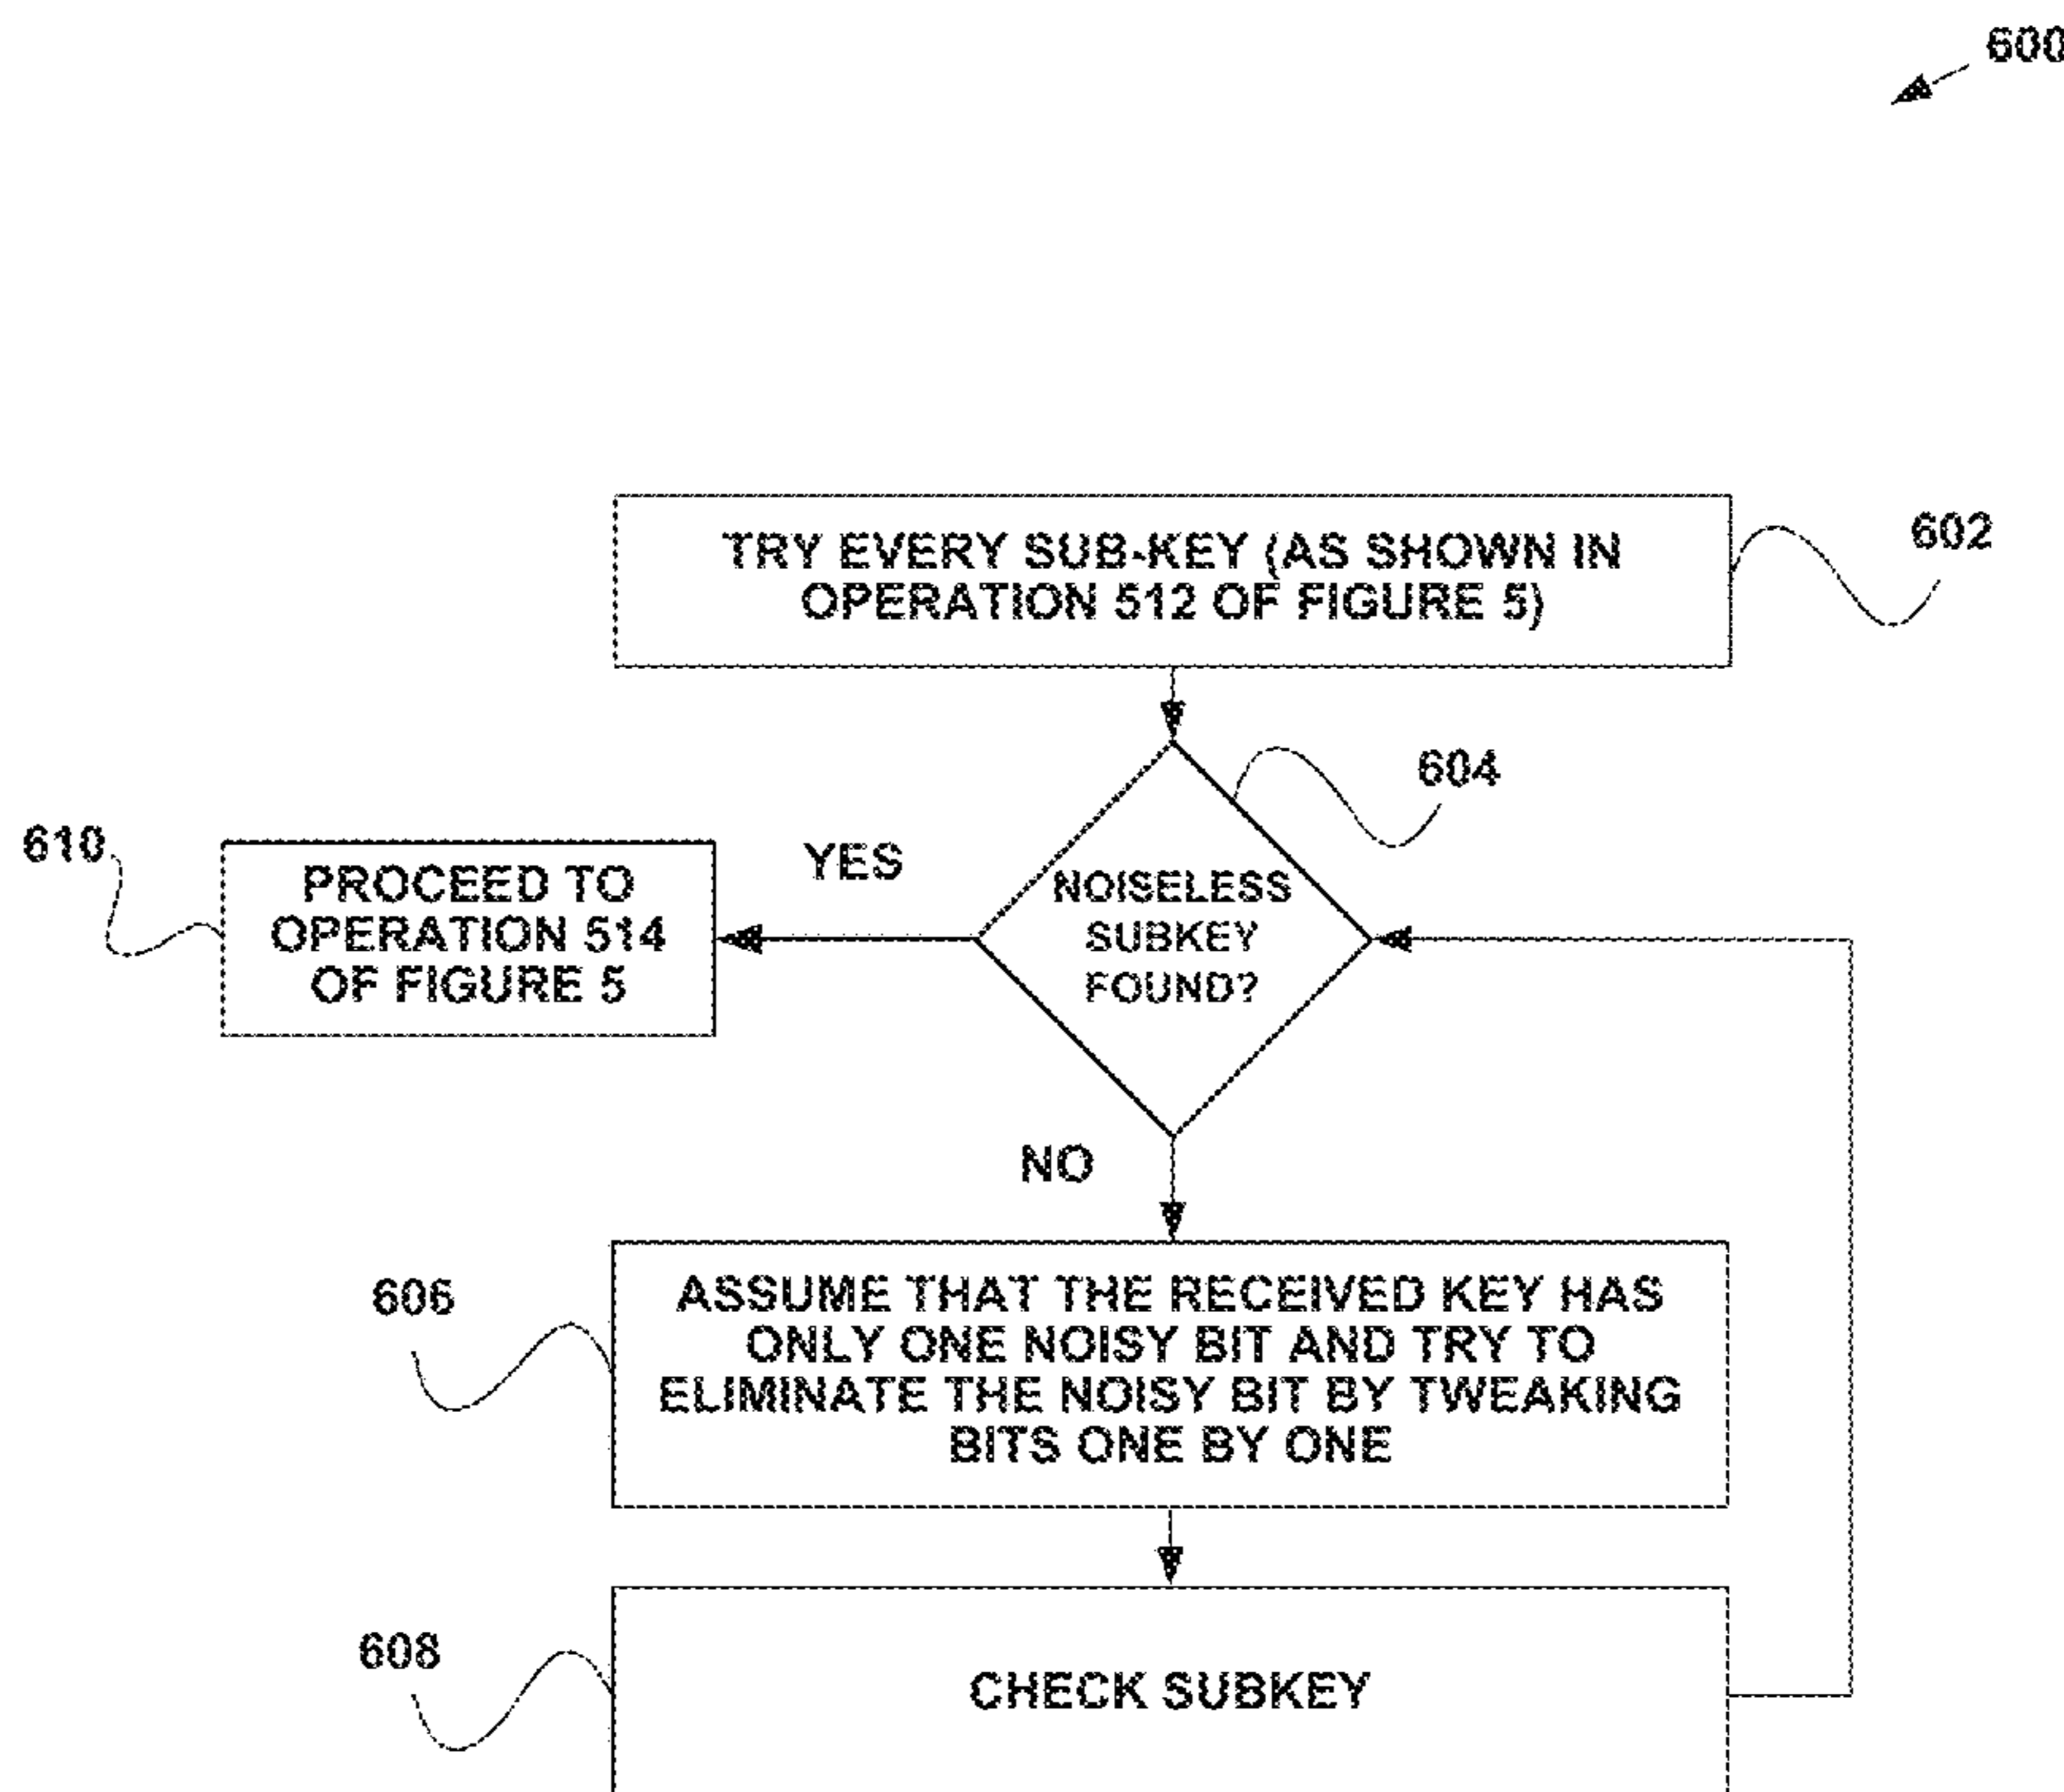 600
TRY EVERY SUB-KEY (AS SHOWN IN
OPERATION 512 OF FIGURE 5)
602
604
610
PROCEED TO
OPERATION 514
OF FIGURE 5
YES
NOISELESS
SUBKEY
FOUND?
NO
606
ASSUME THAT THE RECEIVED KEY HAS
ONLY ONE NOISY BIT AND TRY TO
ELIMINATE THE NOISY BIT BY TWEAKING
BITS ONE BY ONE
608
CHECK SUBKEY